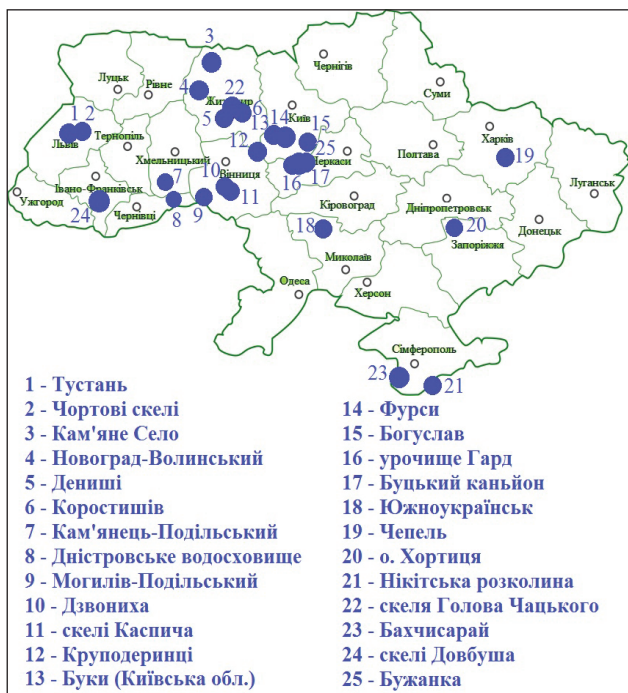 3
Чернігів
Луцьк
Рівне
4
22
Житомир
Суми
5
6
Київ
1 2
13
14
15
Харків
Львів
Тернопіль
12
25
Хмельницький
Черкаси
Полтава
19
10
Вінниця
16
17
Івано-Франківськ
7
11
Луганськ
Ужгород
Кіровоград
Дніпропетровськ
24
Чернівці
8
9
18
20
Донецьк
Запоріжжя
Миколаїв
Одеса
Херсон
Сімферополь
23
21
1 - Тустань
2 - Чортові скелі
3 - Кам'яне Село
4 - Новоград-Волинський
5 - Дениші
6 - Коростишів
7 - Кам'янець-Подільський
8 - Дністровське водосховище
9 - Могилів-Подільський
10 - Дзвониха
11 - скелі Каспича
12 - Круподеринці
13 - Буки (Київська обл.)
14 - Фурси
15 - Богуслав
16 - урочище Гард
17 - Буцький каньйон
18 - Южноукраїнськ
19 - Чепель
20 - о. Хортиця
21 - Нікітська розколина
22 - скеля Голова Чацького
23 - Бахчисарай
24 - скелі Довбуша
25 - Бужанка